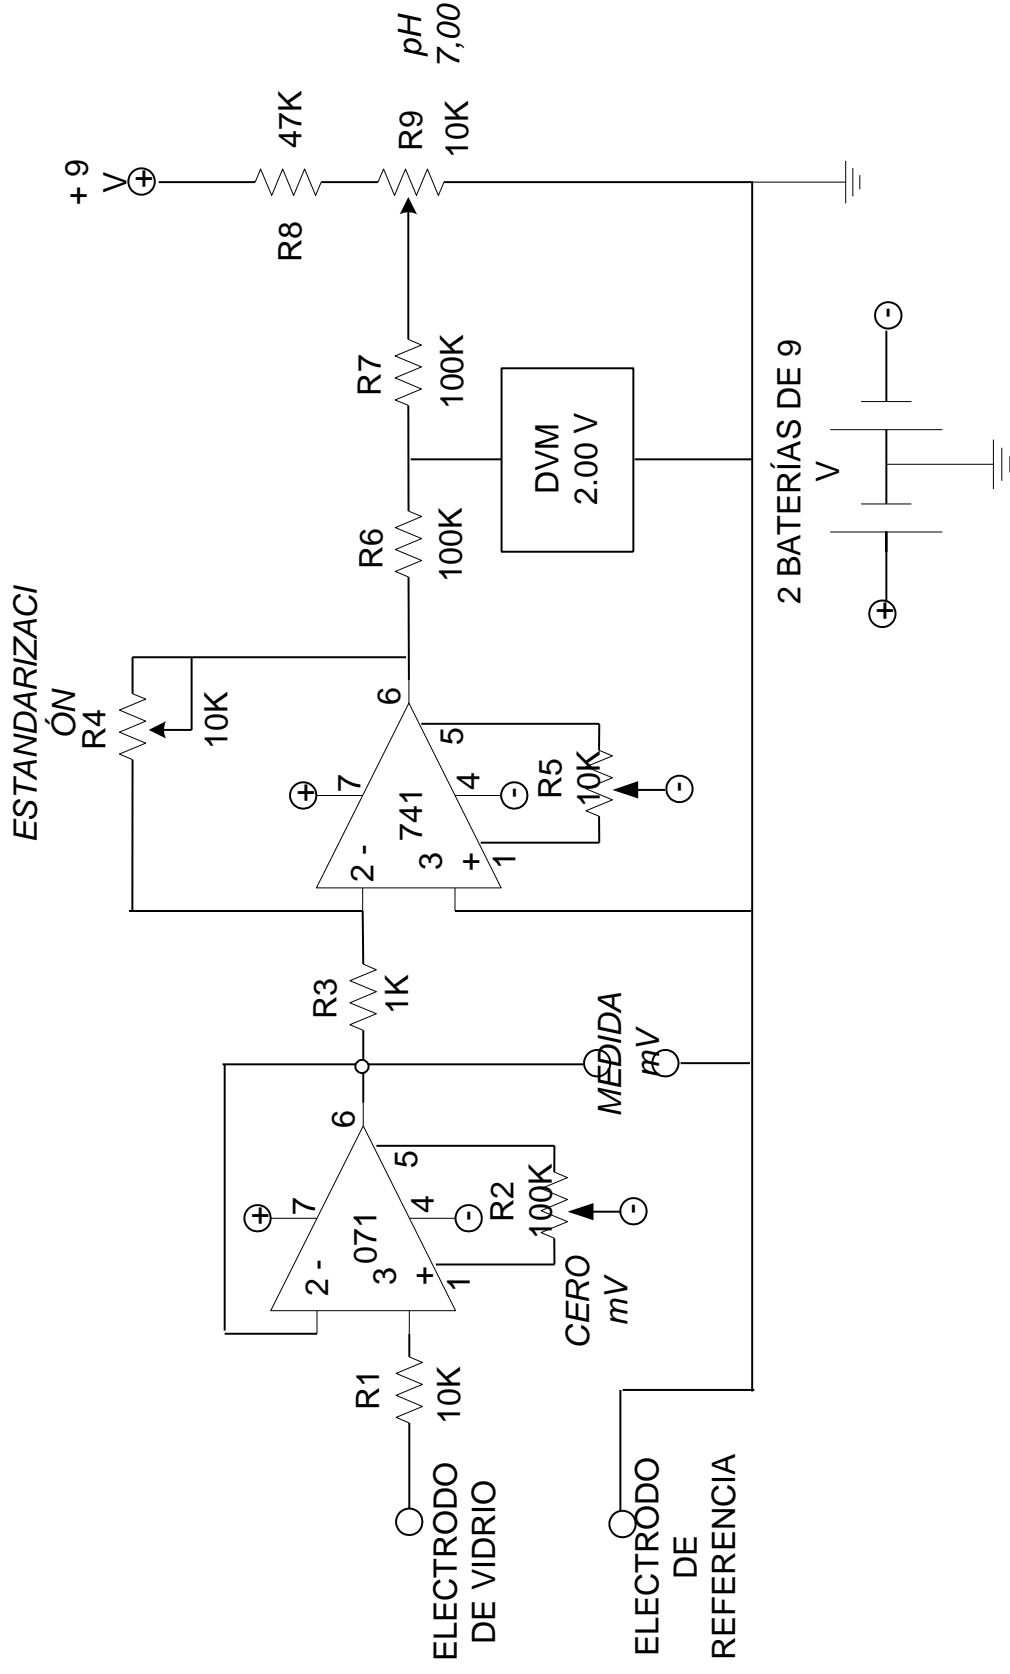 ESTANDARIZACI
ÓN
R4
10K
+ 9
V
+
47K
R8
R9
10K
pH
7,00
R7
100K
R6
100K
DVM
2.00 V
+
7
6
2 -
741
3
+
4
5
1
-
R5
10K
-
R3
1K
+
7
6
2 -
071
3
+
4
5
1
-
R2
100K
-
CERO
mV
MEDIDA
mV
R1
10K
ELECTRODO
DE VIDRIO
ELECTRODO
DE
REFERENCIA
2 BATERÍAS DE 9
V
+
-